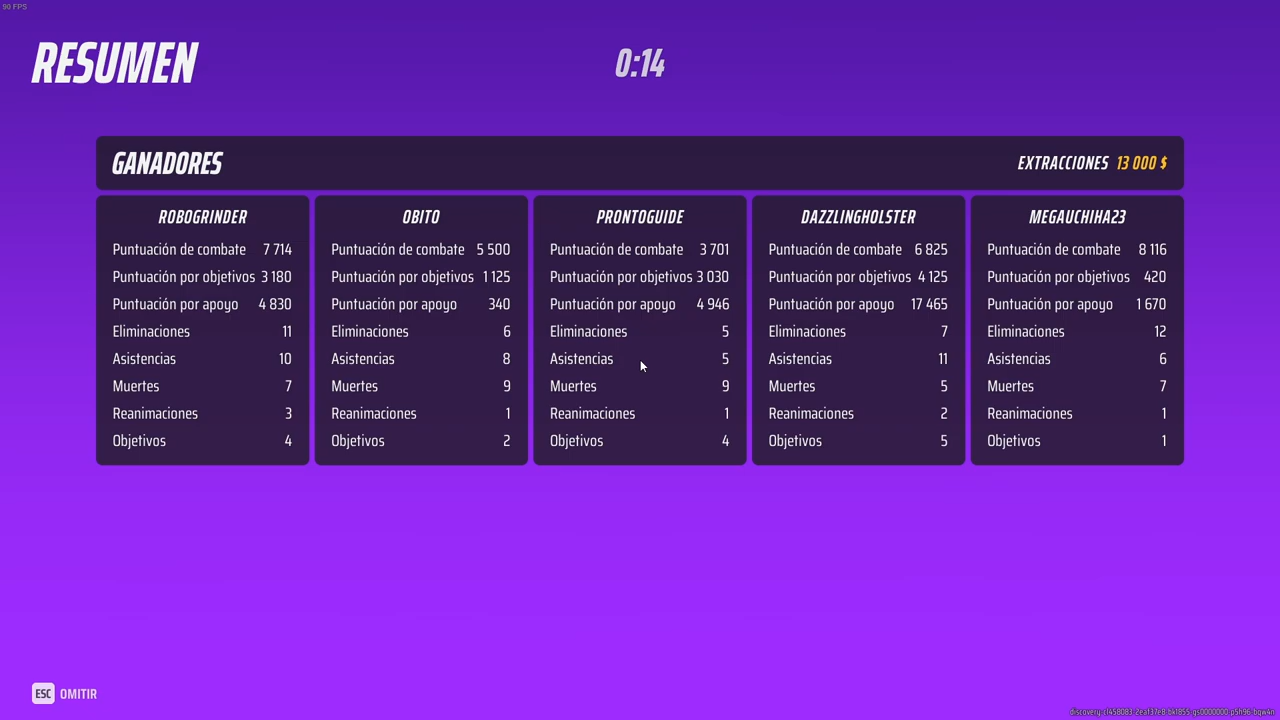 90 FPS
RESUMEN
0:14
GANADORES
EXTRACCIONES 13 000 $
ROBOGRINDER
Puntuación de combate 7 714
Puntuación por objetivos 3 180
Puntuación por apoyo 4 830
Eliminaciones 11
Asistencias 10
Muertes 7
Reanimaciones 3
Objetivos 4
OBITO
Puntuación de combate 5 500
Puntuación por objetivos 1 125
Puntuación por apoyo 340
Eliminaciones 6
Asistencias 8
Muertes 9
Reanimaciones 1
Objetivos 2
PRONTOGUIDE
Puntuación de combate 3 701
Puntuación por objetivos 3 030
Puntuación por apoyo 4 946
Eliminaciones 5
Asistencias 5
Muertes 9
Reanimaciones 1
Objetivos 4
DAZZLINGHOLSTER
Puntuación de combate 6 825
Puntuación por objetivos 4 125
Puntuación por apoyo 17 465
Eliminaciones 7
Asistencias 11
Muertes 5
Reanimaciones 2
Objetivos 5
MEGAUCHIHA23
Puntuación de combate 8 116
Puntuación por objetivos 420
Puntuación por apoyo 1 670
Eliminaciones 12
Asistencias 6
Muertes 7
Reanimaciones 1
Objetivos 1
ESC OMITIR